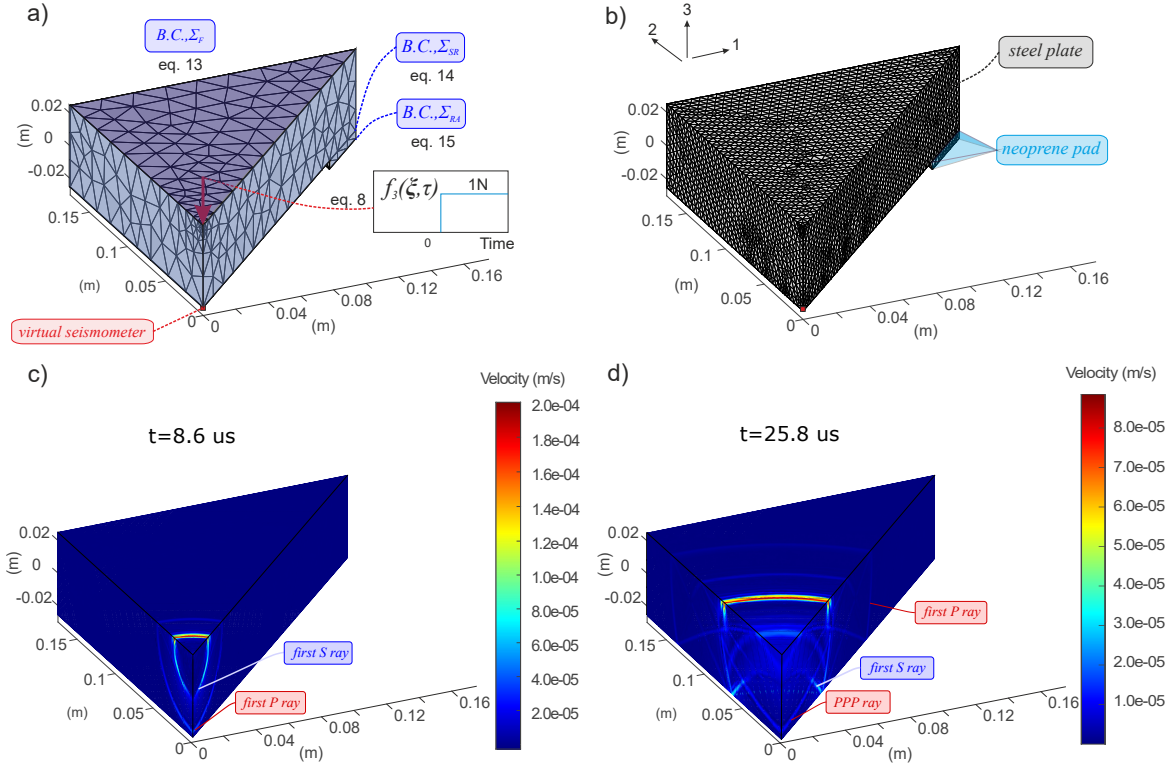 a)
B.C.,Σ_F
eq. 13
B.C.,Σ_SR
eq. 14
B.C.,Σ_RA
eq. 15
0.02
0
-0.02
(m)
0.15
0.1
0.05
0
(m)
eq. 8
f₃(ξ,τ)
1N
0
Time
0
0.04
0.08
0.12
0.16
(m)
virtual seismometer
b)
3
2
1
steel plate
neoprene pad
0.02
0
-0.02
(m)
0.15
0.1
0.05
0
(m)
0
0.04
0.08
0.12
0.16
(m)
c)
t=8.6 us
Velocity (m/s)
2.0e-04
1.8e-04
1.6e-04
1.4e-04
1.2e-04
1.0e-04
8.0e-05
6.0e-05
4.0e-05
2.0e-05
0.02
0
-0.02
(m)
0.15
0.1
0.05
0
(m)
first S ray
first P ray
0
0.04
0.08
0.12
0.16
(m)
d)
t=25.8 us
Velocity (m/s)
8.0e-05
7.0e-05
6.0e-05
5.0e-05
4.0e-05
3.0e-05
2.0e-05
1.0e-05
0.02
0
-0.02
(m)
0.15
0.1
0.05
0
(m)
first P ray
first S ray
PPP ray
0
0.04
0.08
0.12
0.16
(m)